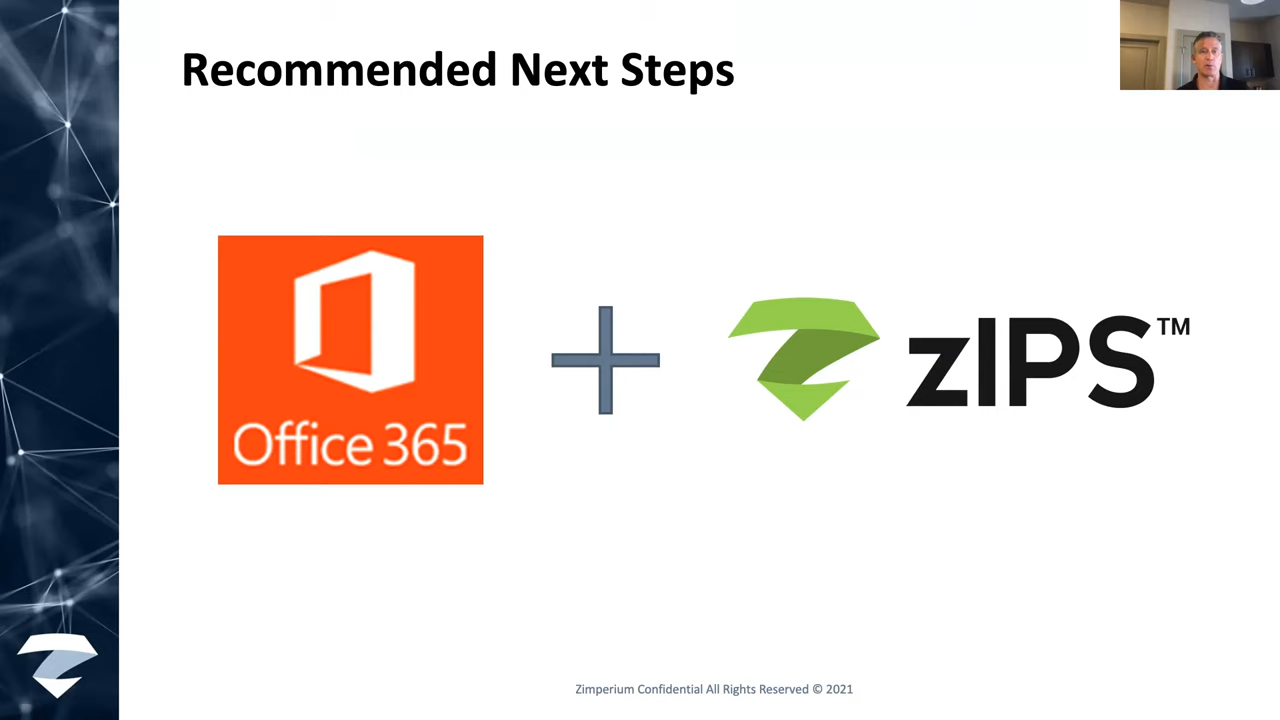 Recommended Next Steps
Office 365
zIPS™
Zimperium Confidential All Rights Reserved © 2021